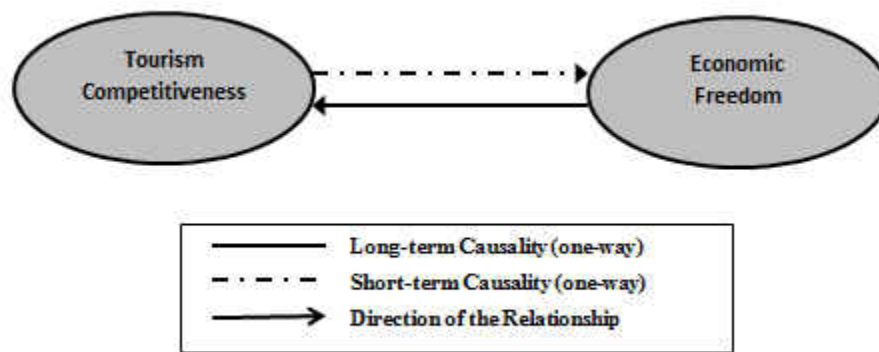 Tourism
Competitiveness
Economic
Freedom
Long-term Causality (one-way)
Short-term Causality (one-way)
Direction of the Relationship